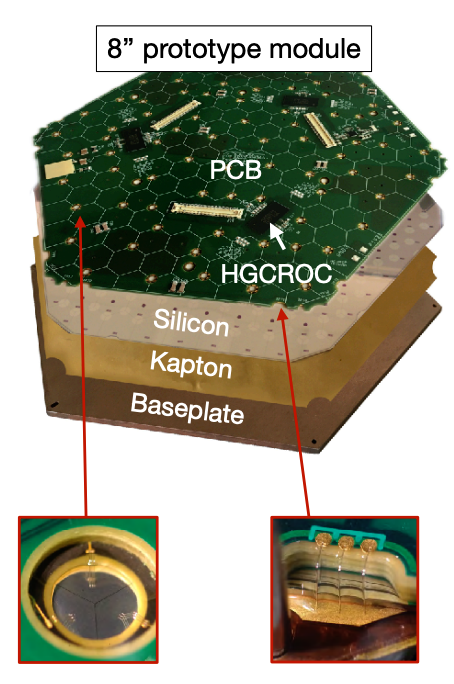 8” prototype module
PCB
HGCROC
Silicon
Kapton
Baseplate